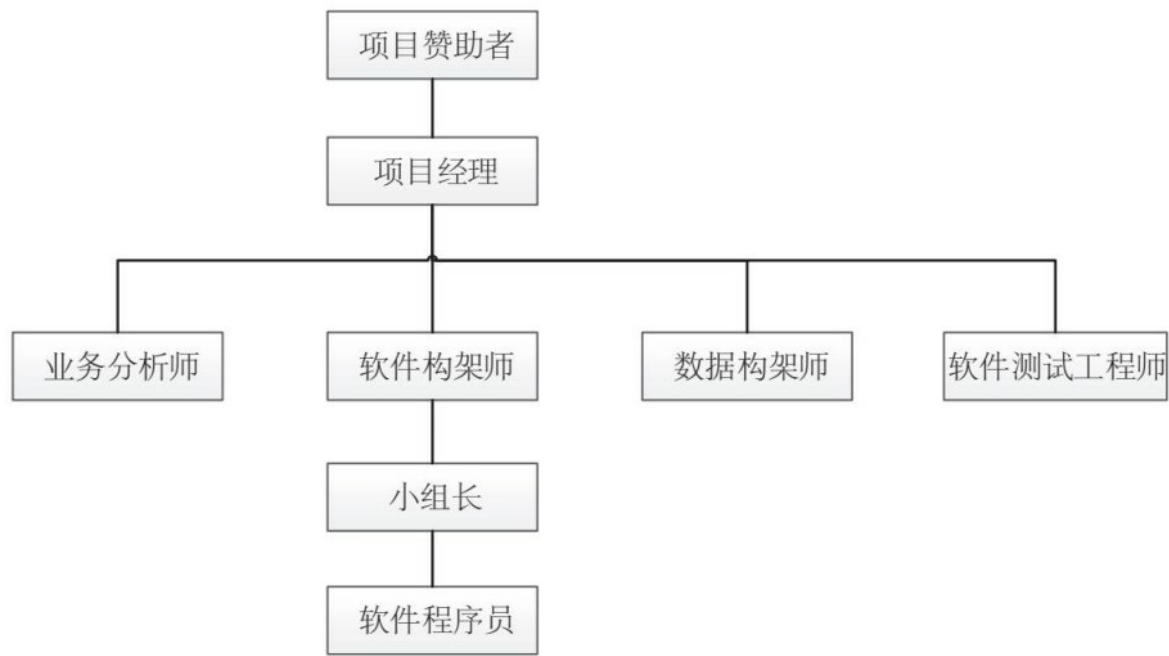 项目赞助者
项目经理
业务分析师
软件构架师
数据构架师
软件测试工程师
小组长
软件程序员